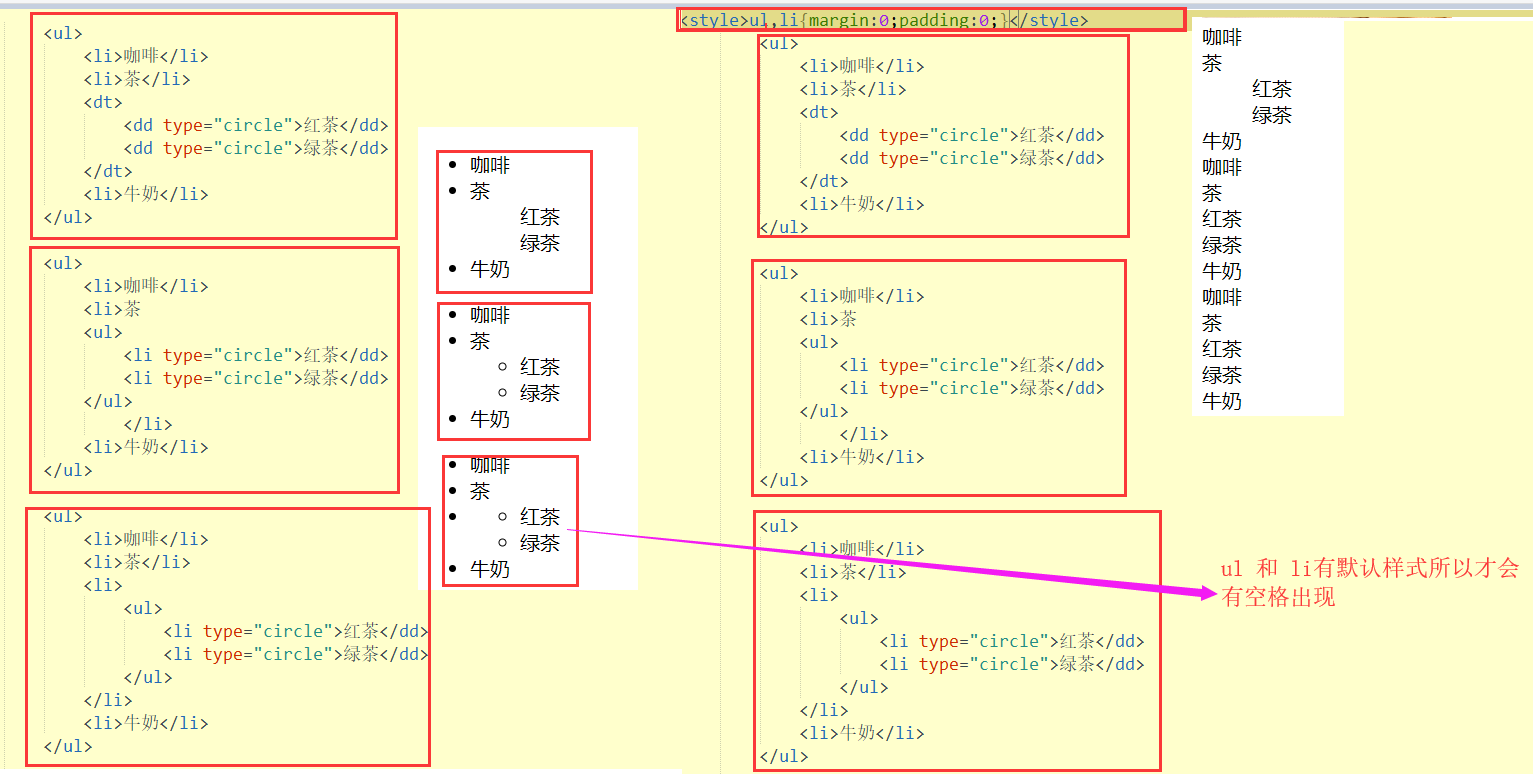 <ul>
<li>咖啡</li>
<li>茶</li>
<dt>
<dd type="circle">红茶</dd>
<dd type="circle">绿茶</dd>
</dt>
<li>牛奶</li>
</ul>
<ul>
<li>咖啡</li>
<li>茶
<ul>
<li type="circle">红茶</dd>
<li type="circle">绿茶</dd>
</ul>
</li>
<li>牛奶</li>
</ul>
<ul>
<li>咖啡</li>
<li>茶</li>
<li>
<ul>
<li type="circle">红茶</dd>
<li type="circle">绿茶</dd>
</ul>
</li>
<li>牛奶</li>
</ul>
咖啡
茶
红茶
绿茶
牛奶
咖啡
茶
红茶
绿茶
牛奶
咖啡
茶
红茶
绿茶
牛奶
<style>ul,li{margin:0;padding:0;}</style>
<ul>
<li>咖啡</li>
<li>茶</li>
<dt>
<dd type="circle">红茶</dd>
<dd type="circle">绿茶</dd>
</dt>
<li>牛奶</li>
</ul>
<ul>
<li>咖啡</li>
<li>茶
<ul>
<li type="circle">红茶</dd>
<li type="circle">绿茶</dd>
</ul>
</li>
<li>牛奶</li>
</ul>
<ul>
<li>咖啡</li>
<li>茶</li>
<li>
<ul>
<li type="circle">红茶</dd>
<li type="circle">绿茶</dd>
</ul>
</li>
<li>牛奶</li>
</ul>
咖啡
茶
红茶
绿茶
牛奶
咖啡
茶
红茶
绿茶
牛奶
咖啡
茶
红茶
绿茶
牛奶
ul 和 li有默认样式所以才会
有空格出现